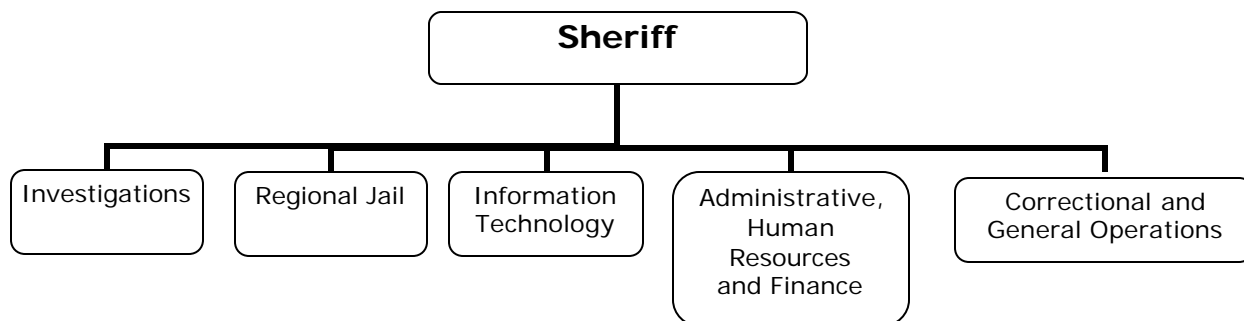 Sheriff
Investigations
Regional Jail
Information
Technology
Administrative,
Human
Resources
and Finance
Correctional and
General Operations